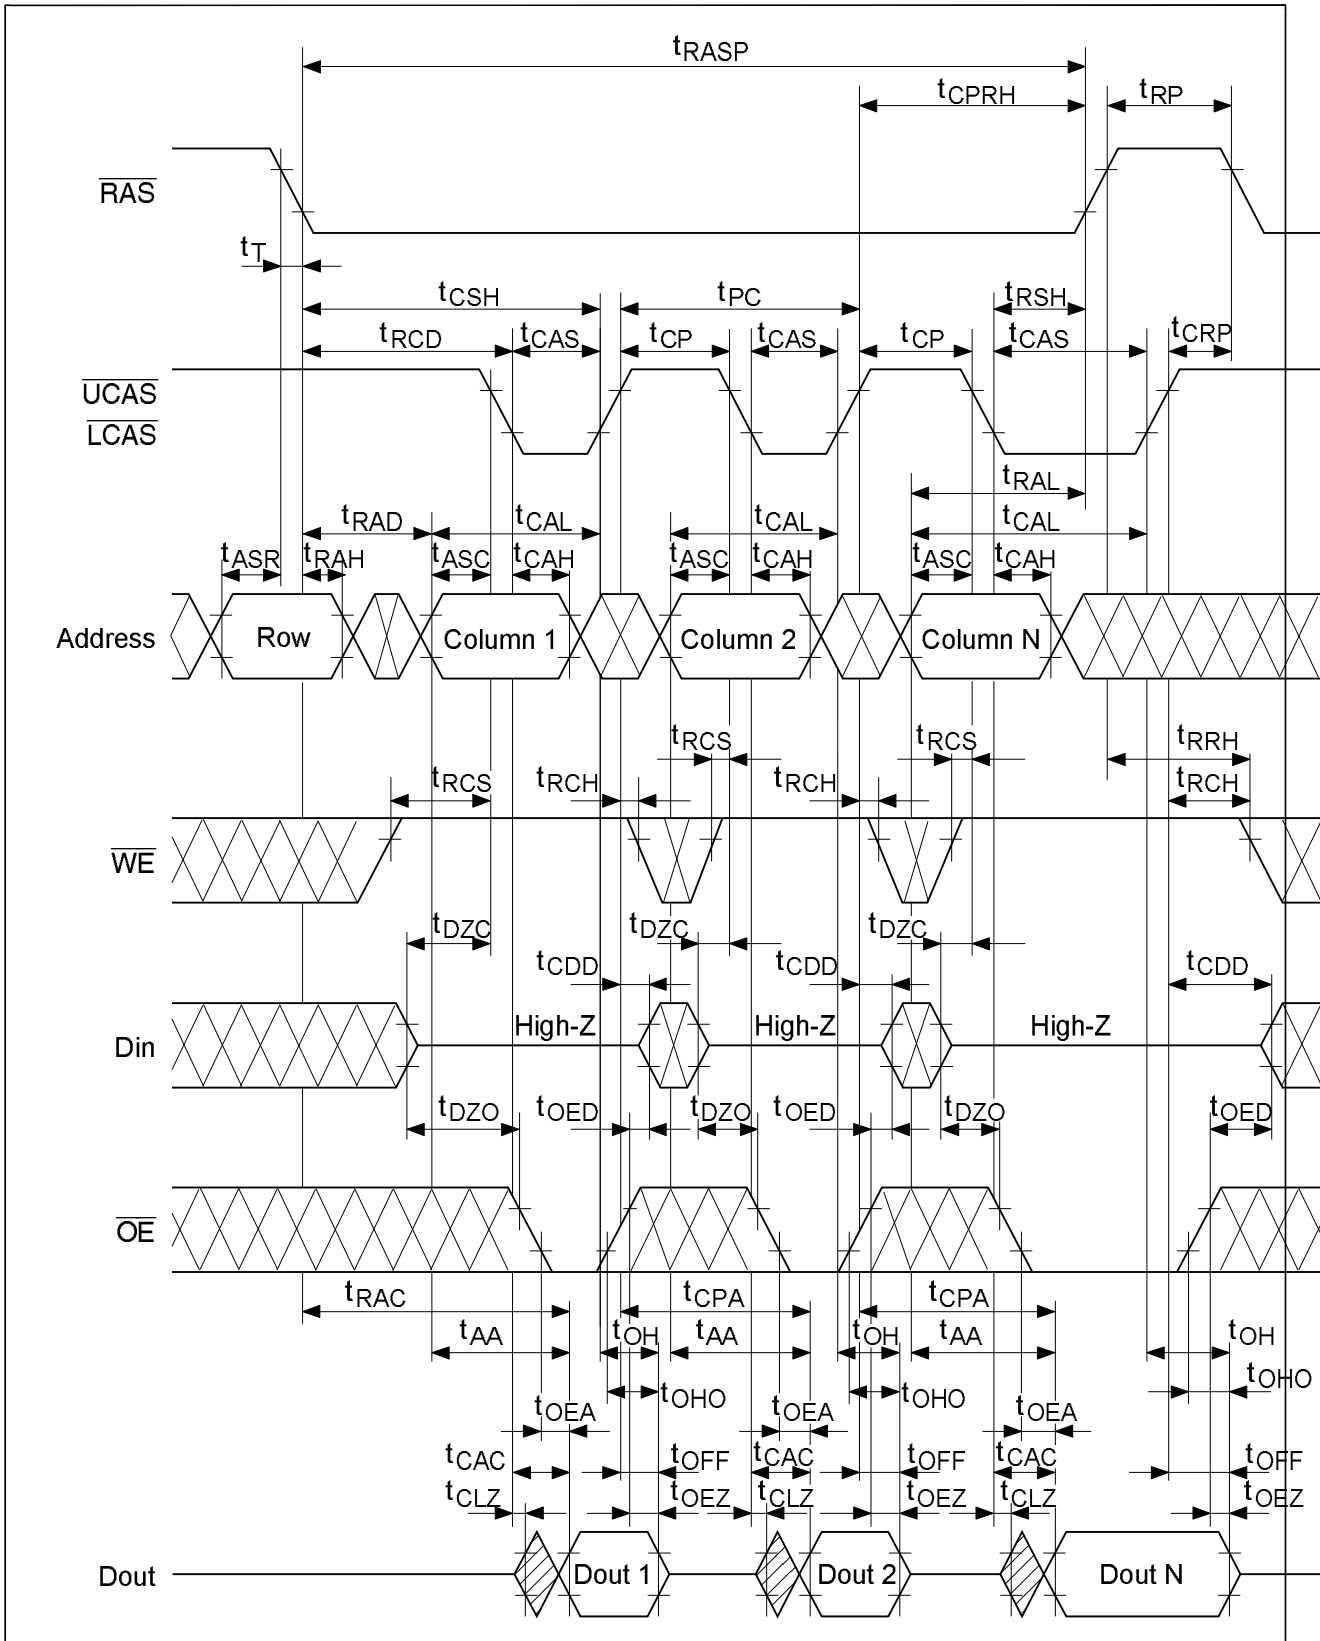 tRASP
tCPRH tRP
RAS
tT
tCSH tPC tRSH
tRCD tCAS tCP tCAS tCP tCAS tCRP
UCAS
LCAS
tRAL
tRAD tCAL tCAL tCAL
tASR tRAH tASC tCAH tASC tCAH tASC tCAH
Address Row Column 1 Column 2 Column N
tRCS tRCS tRRH
tRCS tRCH tRCH tRCH
WE
tDZC tDZC tDZC
tCDD tCDD tCDD
High-Z High-Z High-Z
Din
tDZO tOED tDZO tOED tDZO tOED
OE
tRAC tCPA tCPA
tAA tOH tAA tOH tAA tOH
tOHO tOHO tOHO
tOEA tOEA tOEA
tCAC tOFF tCAC tOFF tCAC tOFF
tCLZ tOEZ tCLZ tOEZ tCLZ tOEZ
Dout Dout 1 Dout 2 Dout N